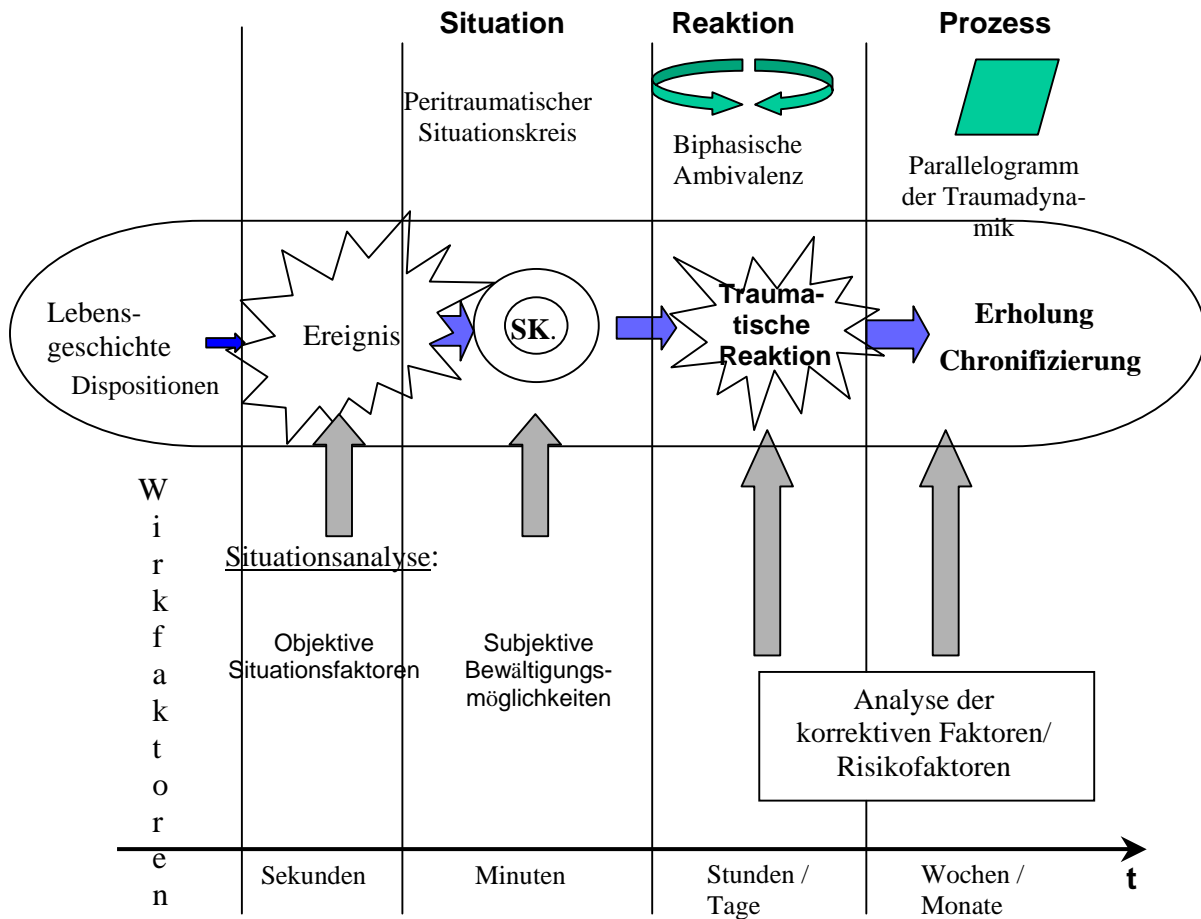 Situation
Reaktion
Prozess
Peritraumatischer
Situationskreis
Biphasische
Ambivalenz
Parallelogramm
der Traumadyna-
mik
Lebens-
geschichte
Dispositionen
Ereignis
SK.
Trauma-
tische
Reaktion
Erholung
Chronifizierung
W
i
r
k
f
a
k
t
o
r
e
n
Situationsanalyse:
Objektive
Situationsfaktoren
Subjektive
Bewältigungs-
möglichkeiten
Analyse der
korrektiven Faktoren/
Risikofaktoren
Sekunden
Minuten
Stunden /
Tage
Wochen /
Monate
t